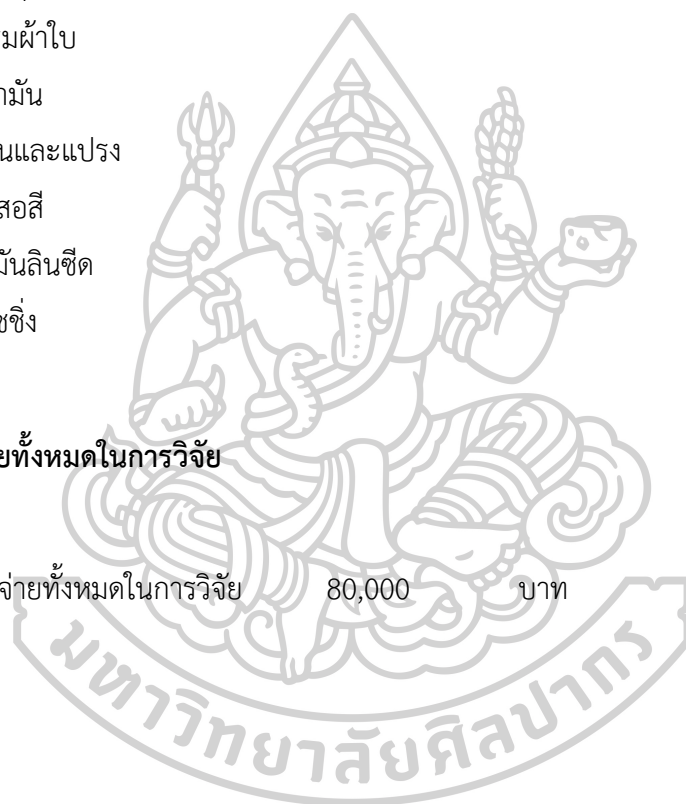 มผ้าใบ
ามัน
นและแปรง
สอสี
มันลินซีด
ชชิ่ง
ยทั้งหมดในการวิจัย
จ่ายทั้งหมดในการวิจัย 80,000 บาท
มหาวิทยาลัยศิลปากร